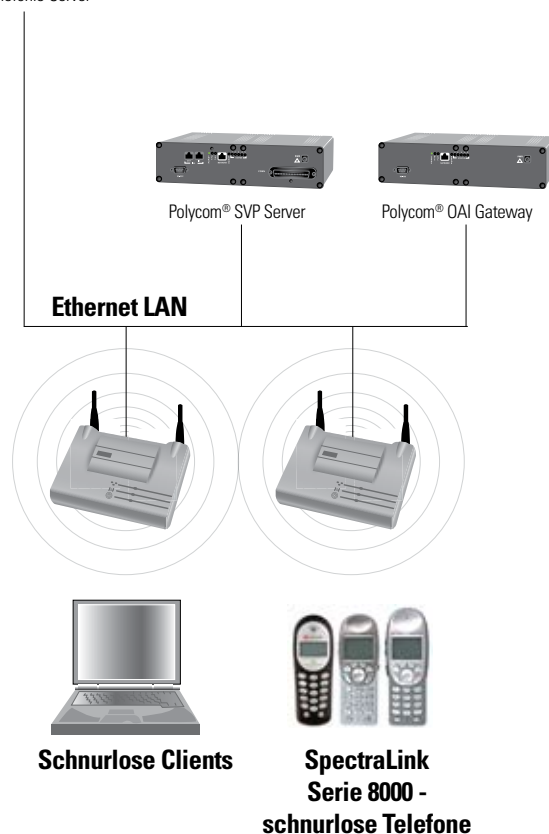 Polycom® SVP Server
Polycom® OAI Gateway
Ethernet LAN
Schnurlose Clients
SpectraLink
Serie 8000 -
schnurlose Telefone